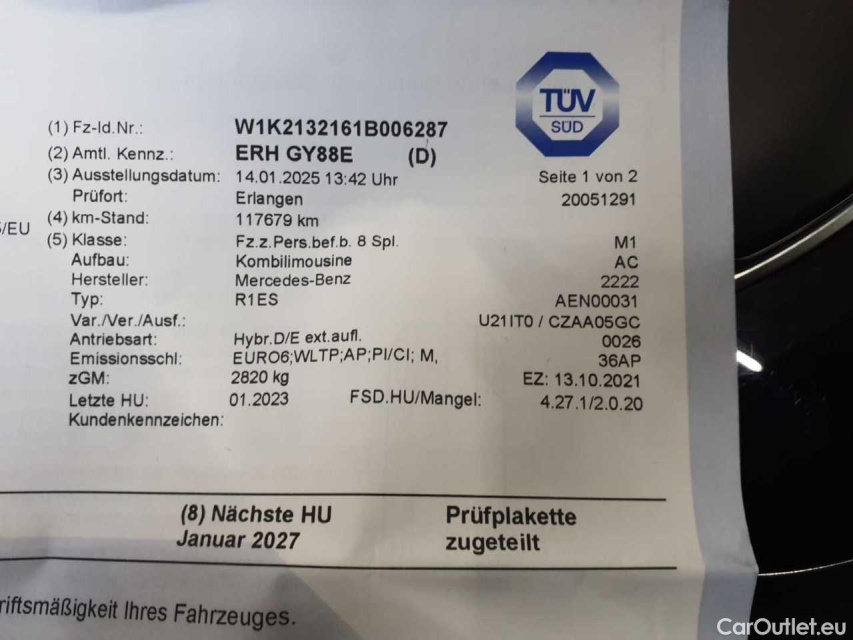 TÜV
SÜD
(1) Fz-Id.Nr.: W1K2132161B006287
(2) Amtl. Kennz.: ERH GY88E (D)
(3) Ausstellungsdatum: 14.01.2025 13:42 Uhr Seite 1 von 2
Prüfort: Erlangen 20051291
(4) km-Stand: 117679 km
/EU
(5) Klasse: Fz.z.Pers.bef.b. 8 Spl. M1
Aufbau: Kombilimousine AC
Hersteller: Mercedes-Benz 2222
Typ: R1ES AEN00031
Var./Ver./Ausf.: U21IT0 / CZAA05GC
Antriebsart: Hybr.D/E ext.aufl. 0026
Emissionsschl: EURO6;WLTP;AP;PI/CI; M, 36AP
zGM: 2820 kg EZ: 13.10.2021
Letzte HU: 01.2023 FSD.HU/Mangel: 4.27.1/2.0.20
Kundenkennzeichen:
(8) Nächste HU Prüfplakette
Januar 2027 zugeteilt
riftsmäßigkeit Ihres Fahrzeuges.
CarOutlet.eu